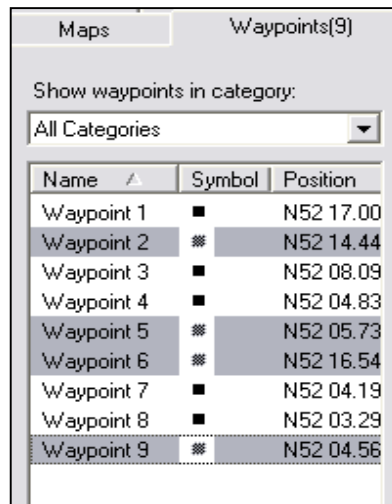 Maps Waypoints(9)
Show waypoints in category:
All Categories
Name Symbol Position
Waypoint 1 N52 17.00
Waypoint 2 N52 14.44
Waypoint 3 N52 08.09
Waypoint 4 N52 04.83
Waypoint 5 N52 05.73
Waypoint 6 N52 16.54
Waypoint 7 N52 04.19
Waypoint 8 N52 03.29
Waypoint 9 N52 04.56